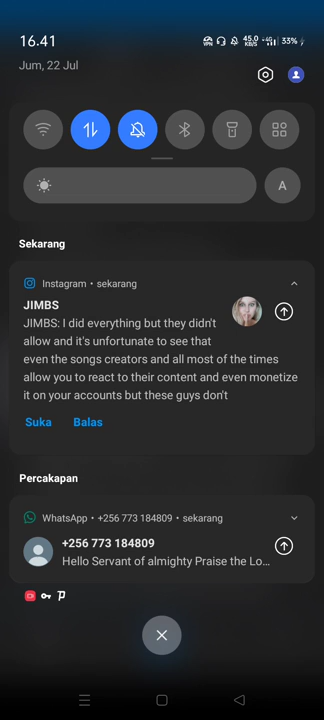 16.41
VPN 45.0 KB/S 4G 33%
Jum, 22 Jul
A
Sekarang
Instagram • sekarang
JIMBS
JIMBS: I did everything but they didn't
allow and it's unfortunate to see that
even the songs creators and all most of the times
allow you to react to their content and even monetize
it on your accounts but these guys don't
Suka Balas
Percakapan
WhatsApp • +256 773 184809 • sekarang
+256 773 184809
Hello Servant of almighty Praise the Lo...